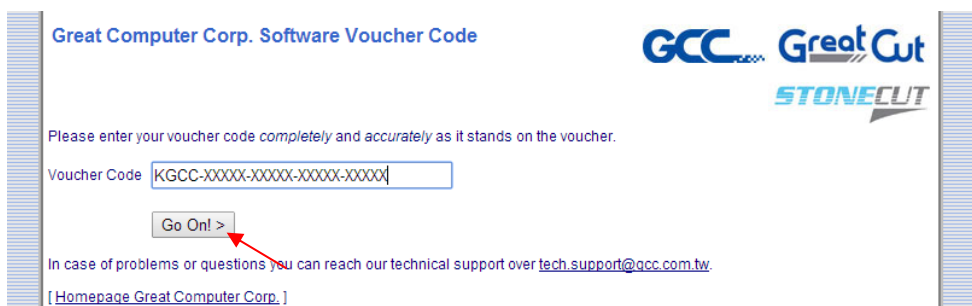 Great Computer Corp. Software Voucher Code
GCC
Great Cut
STONECUT
Please enter your voucher code completely and accurately as it stands on the voucher.
Voucher Code KGCC-XXXXX-XXXXX-XXXXX-XXXXX
Go On! >
In case of problems or questions you can reach our technical support over tech.support@gcc.com.tw.
[ Homepage Great Computer Corp. ]